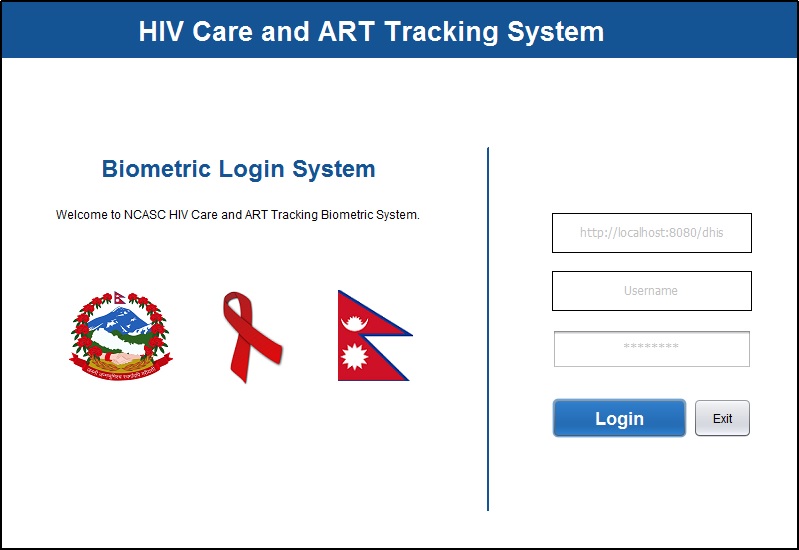 HIV Care and ART Tracking System
Biometric Login System
Welcome to NCASC HIV Care and ART Tracking Biometric System.
http://localhost:8080/dhis
Username
********
Login
Exit